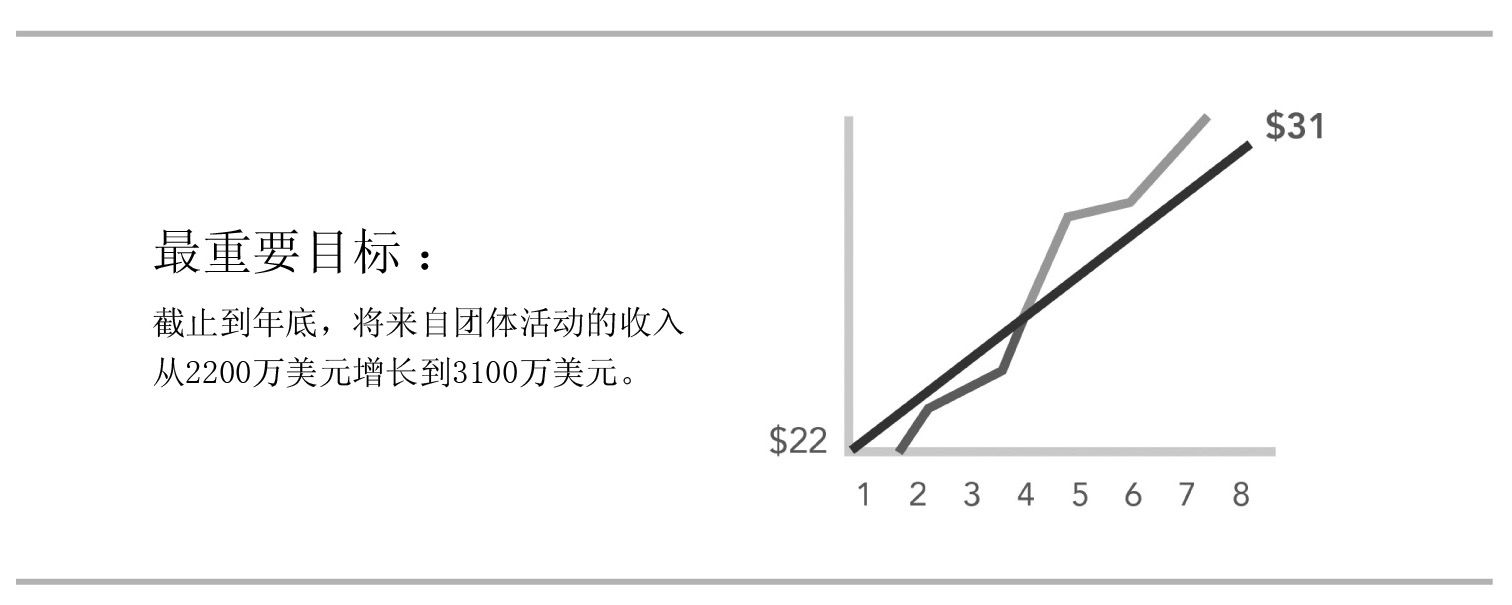 最重要目标：
截止到年底，将来自团体活动的收入
从2200万美元增长到3100万美元。
$31
$22
1 2 3 4 5 6 7 8